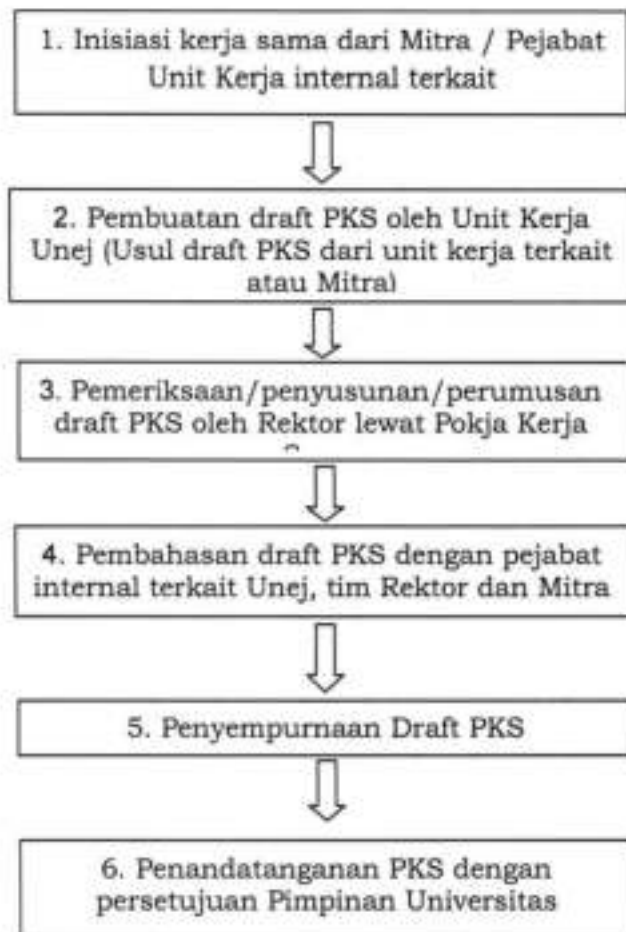 1. Inisiasi kerja sama dari Mitra / Pejabat
Unit Kerja internal terkait
2. Pembuatan draft PKS oleh Unit Kerja
Unej (Usul draft PKS dari unit kerja terkait
atau Mitra)
3. Pemeriksaan/penyusunan/perumusan
draft PKS oleh Rektor lewat Pokja Kerja
4. Pembahasan draft PKS dengan pejabat
internal terkait Unej, tim Rektor dan Mitra
5. Penyempurnaan Draft PKS
6. Penandatanganan PKS dengan
persetujuan Pimpinan Universitas